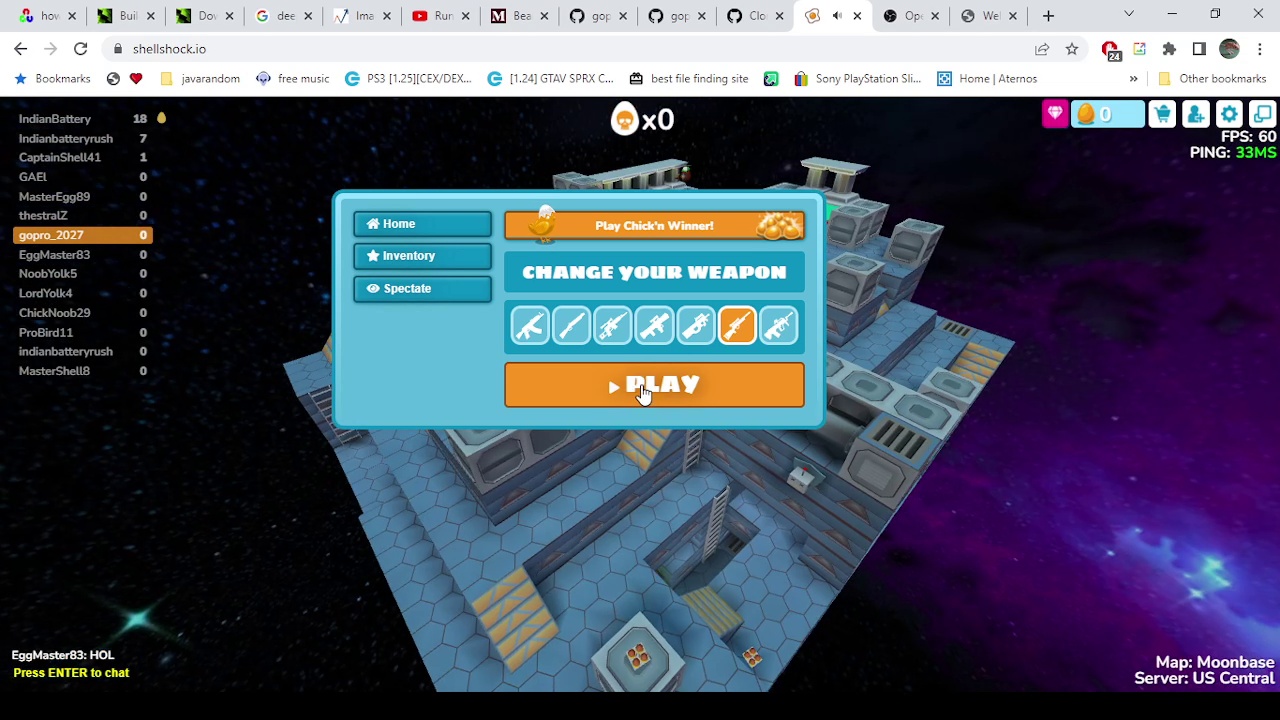 how
Buil
Dov
dee
Ima
Run
Bea
gop
gop
Clo
Ope
Wel
shellshock.io
24
Bookmarks
javarandom
free music
PS3 [1.25][CEX/DEX...
[1.24] GTAV SPRX C...
best file finding site
Sony PlayStation Sli...
Home | Aternos
»
Other bookmarks
IndianBattery 18
Indianbatteryrush 7
CaptainShell41 1
GAEl 0
MasterEgg89 0
thestralZ 0
gopro_2027 0
EggMaster83 0
NoobYolk5 0
LordYolk4 0
ChickNoob29 0
ProBird11 0
indianbatteryrush 0
MasterShell8 0
x0
0
FPS: 60
PING: 33MS
Home
Inventory
Spectate
Play Chick'n Winner!
CHANGE YOUR WEAPON
PLAY
EggMaster83: HOL
Press ENTER to chat
Map: Moonbase
Server: US Central